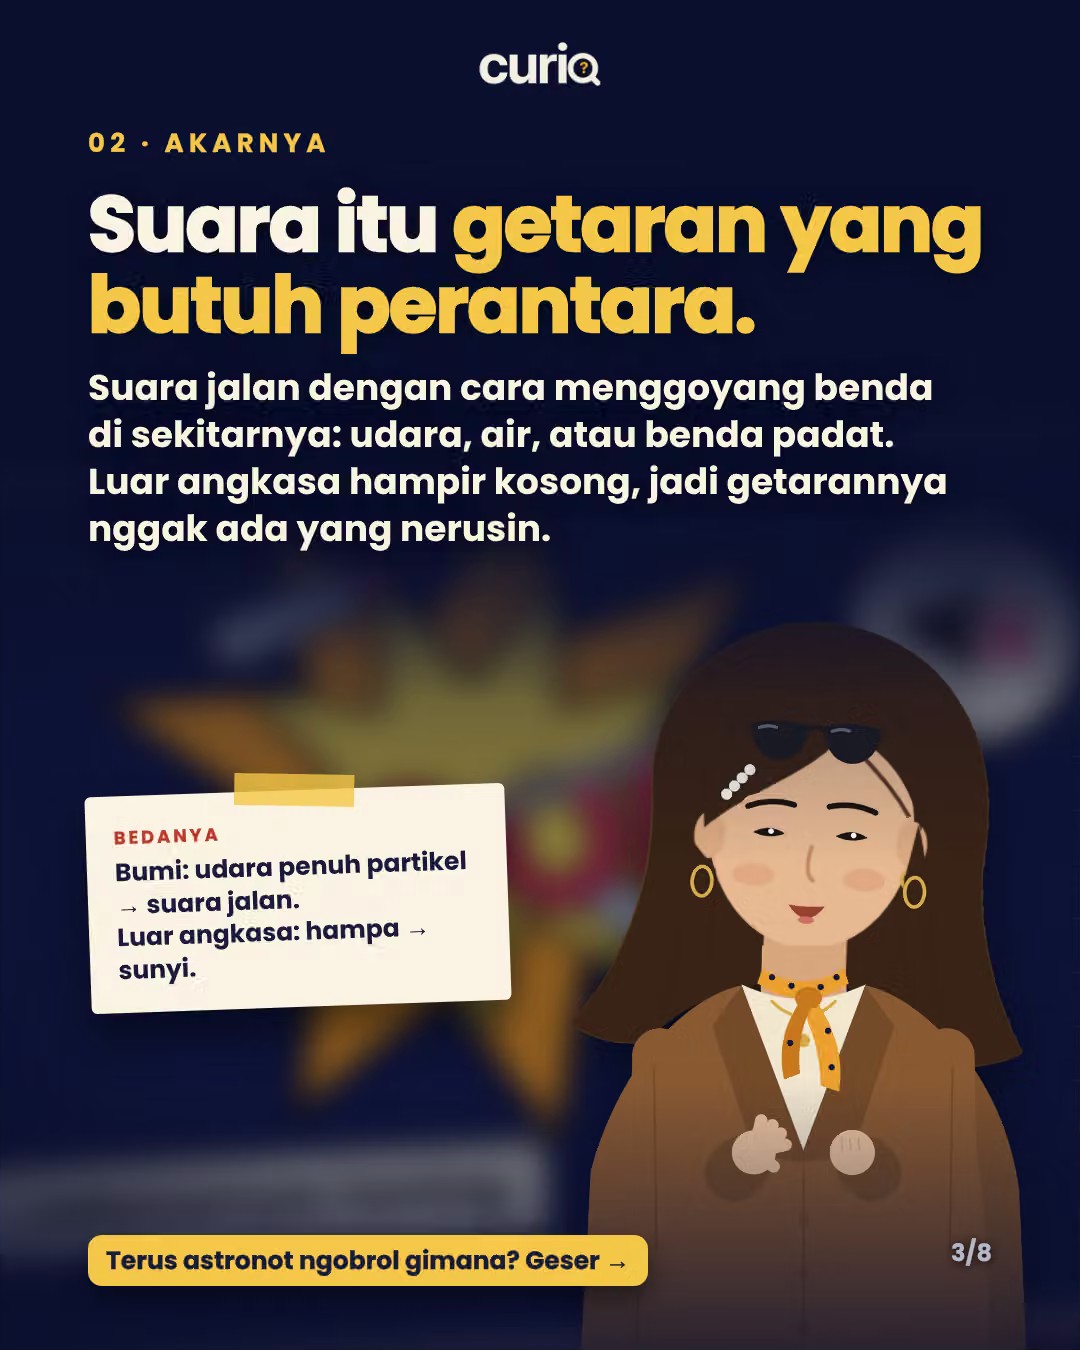 curio
02 · AKARNYA
Suara itu getaran yang
butuh perantara.
Suara jalan dengan cara menggoyang benda
di sekitarnya: udara, air, atau benda padat.
Luar angkasa hampir kosong, jadi getarannya
nggak ada yang nerusin.
BEDANYA
Bumi: udara penuh partikel
→ suara jalan.
Luar angkasa: hampa →
sunyi.
Terus astronot ngobrol gimana? Geser →
3/8